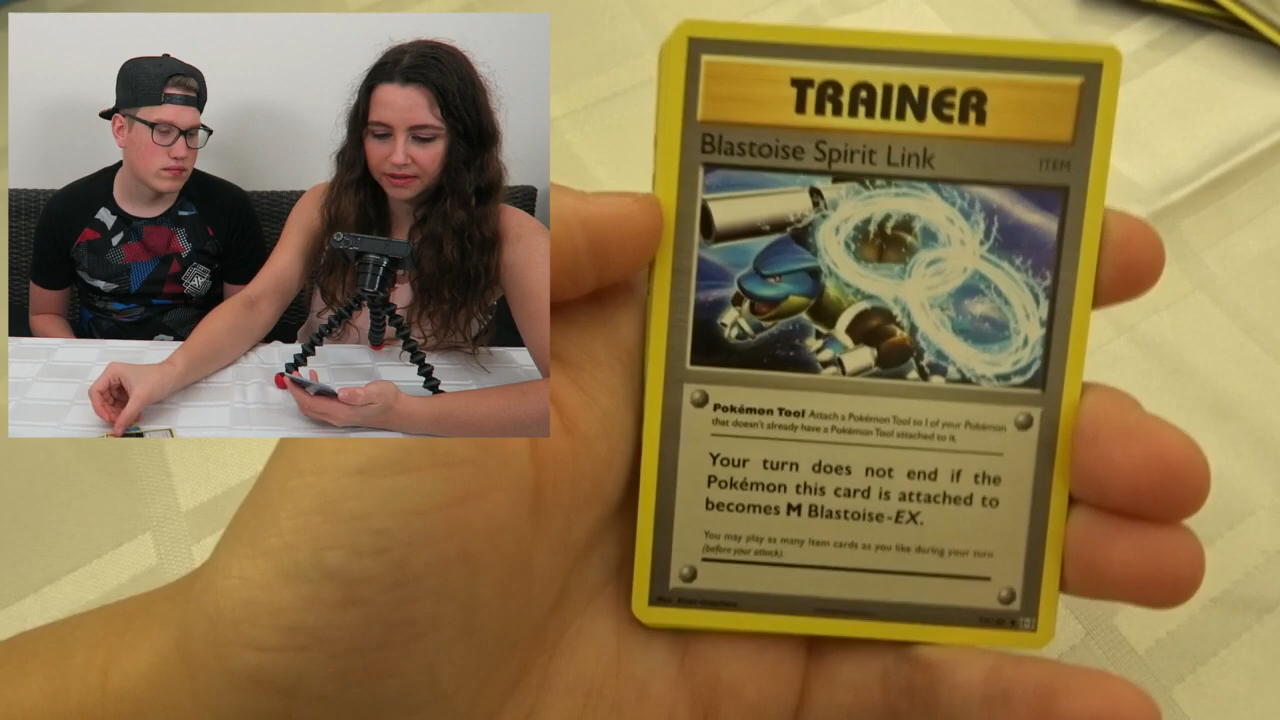 TRAINER
Blastoise Spirit Link
ITEM
Pokémon Tool Attach a Pokémon Tool to 1 of your Pokémon
that doesn't already have a Pokémon Tool attached to it.
Your turn does not end if the
Pokémon this card is attached to
becomes M Blastoise-EX.
You may play as many Item cards as you like during your turn
(before your attack).